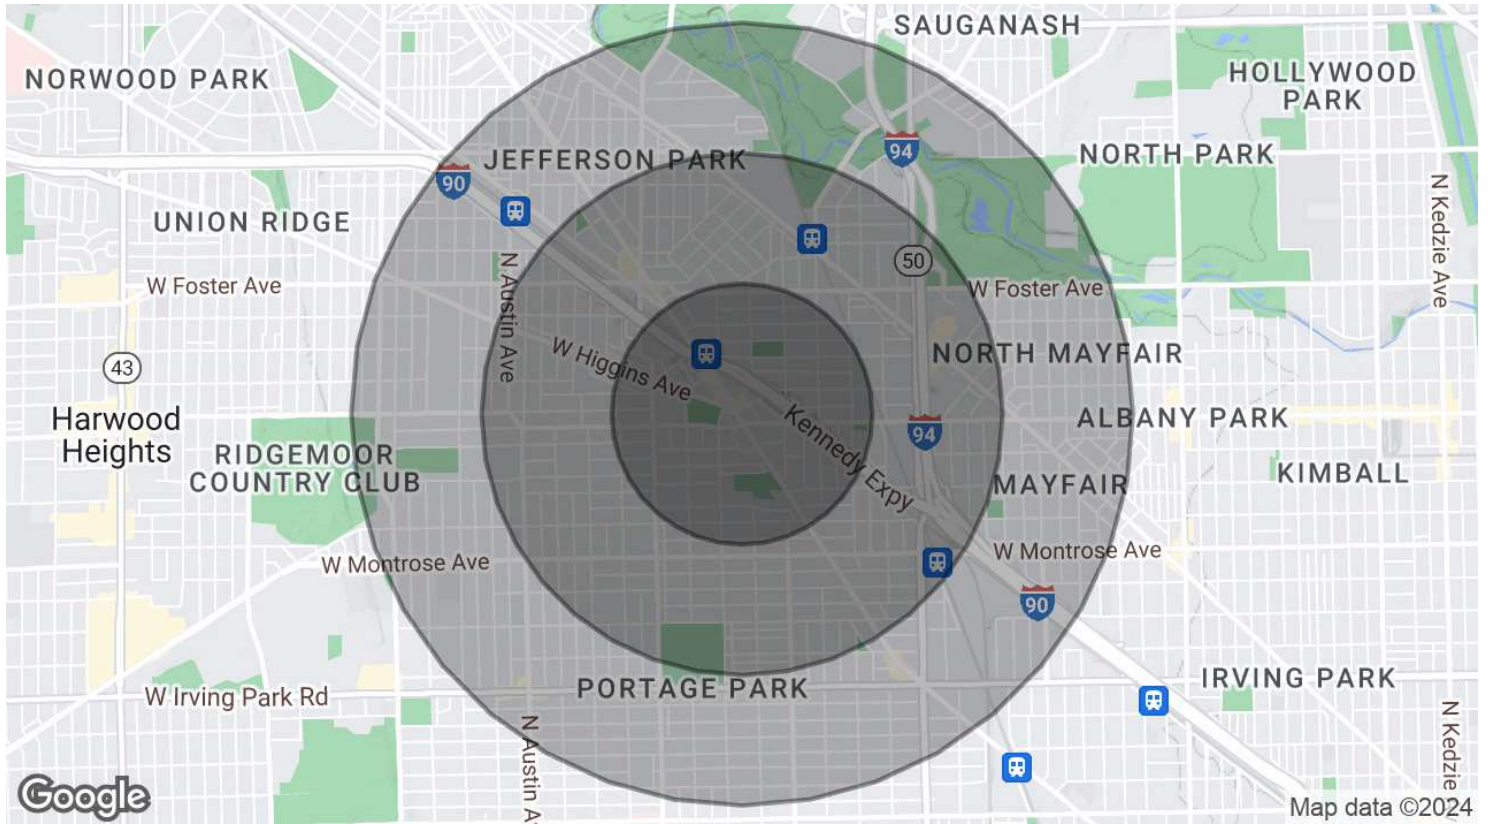 SAUGANASH
NORWOOD PARK
HOLLYWOOD
PARK
94
JEFFERSON PARK
NORTH PARK
90
N Kedzie Ave
UNION RIDGE
50
W Foster Ave
W Foster Ave
N Austin Ave
W Higgins Ave
NORTH MAYFAIR
43
Harwood
Heights
Kennedy Expy
ALBANY PARK
94
RIDGEMOOR
COUNTRY CLUB
KIMBALL
MAYFAIR
W Montrose Ave
W Montrose Ave
90
PORTAGE PARK
IRVING PARK
W Irving Park Rd
N Austin A
N Kedzie
Google
Map data ©2024